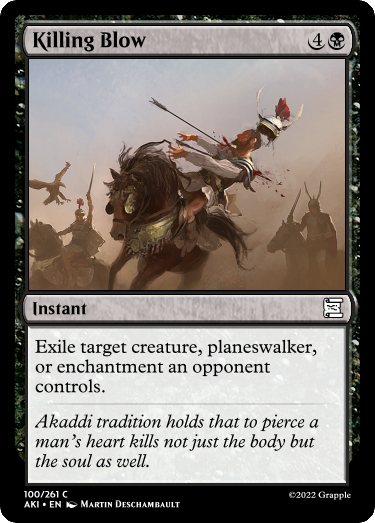 Killing Blow 4
Instant
Exile target creature, planeswalker,
or enchantment an opponent
controls.
Akaddi tradition holds that to pierce a
man's heart kills not just the body but
the soul as well.
100/261 C
AKI • EN Martin Deschambault
©2022 Grapple